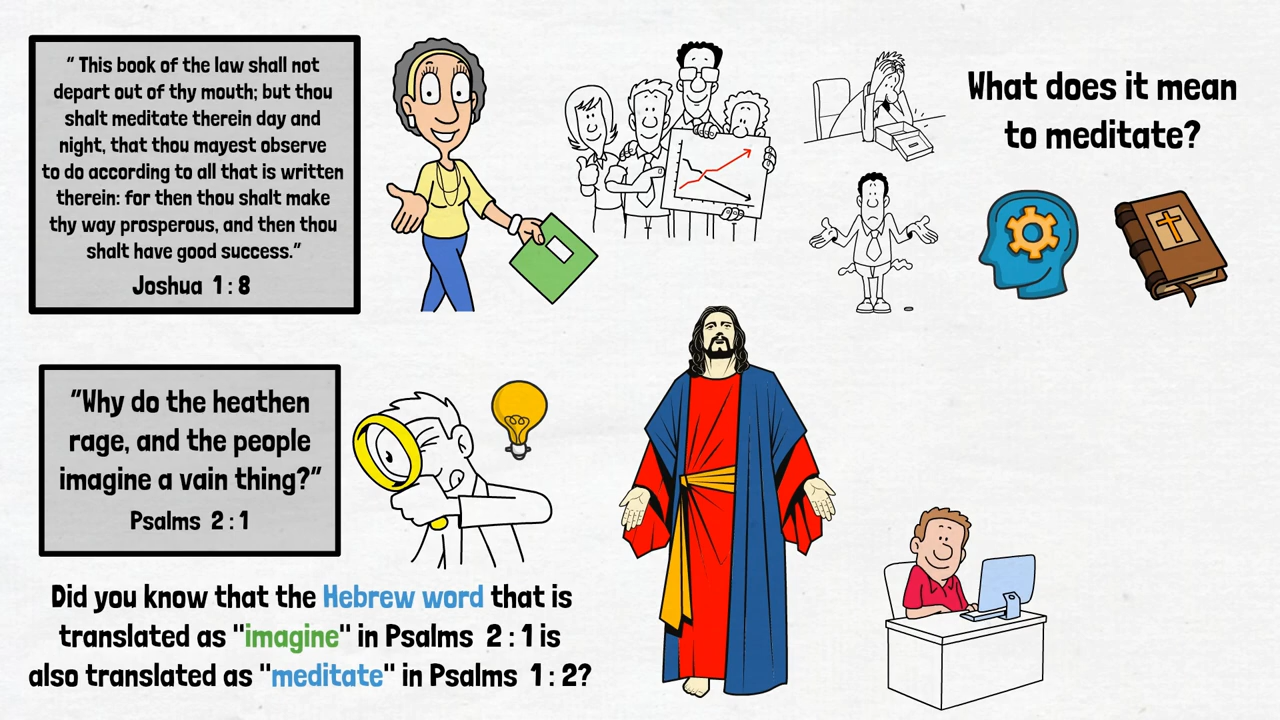 " This book of the law shall not
depart out of thy mouth; but thou
shalt meditate therein day and
night, that thou mayest observe
to do according to all that is written
therein: for then thou shalt make
thy way prosperous, and then thou
shalt have good success."
Joshua 1:8
What does it mean
to meditate?
"Why do the heathen
rage, and the people
imagine a vain thing?"
Psalms 2:1
Did you know that the Hebrew word that is
translated as "imagine" in Psalms 2:1 is
also translated as "meditate" in Psalms 1:2?